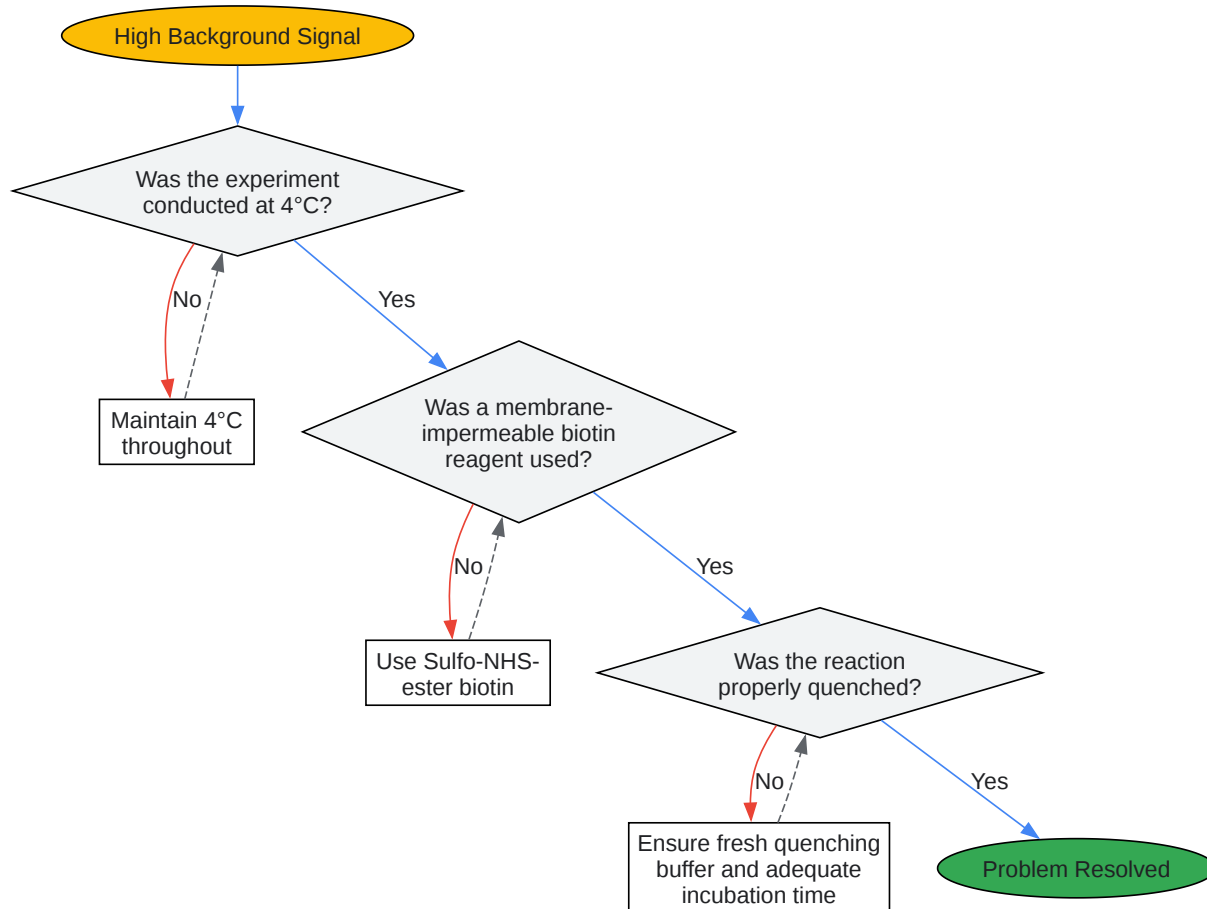 High Background Signal
Was the experiment
conducted at 4°C?
No
Yes
Maintain 4°C
throughout
Was a membrane-
impermeable biotin
reagent used?
No
Yes
Use Sulfo-NHS-
ester biotin
Was the reaction
properly quenched?
No
Yes
Ensure fresh quenching
buffer and adequate
incubation time
Problem Resolved